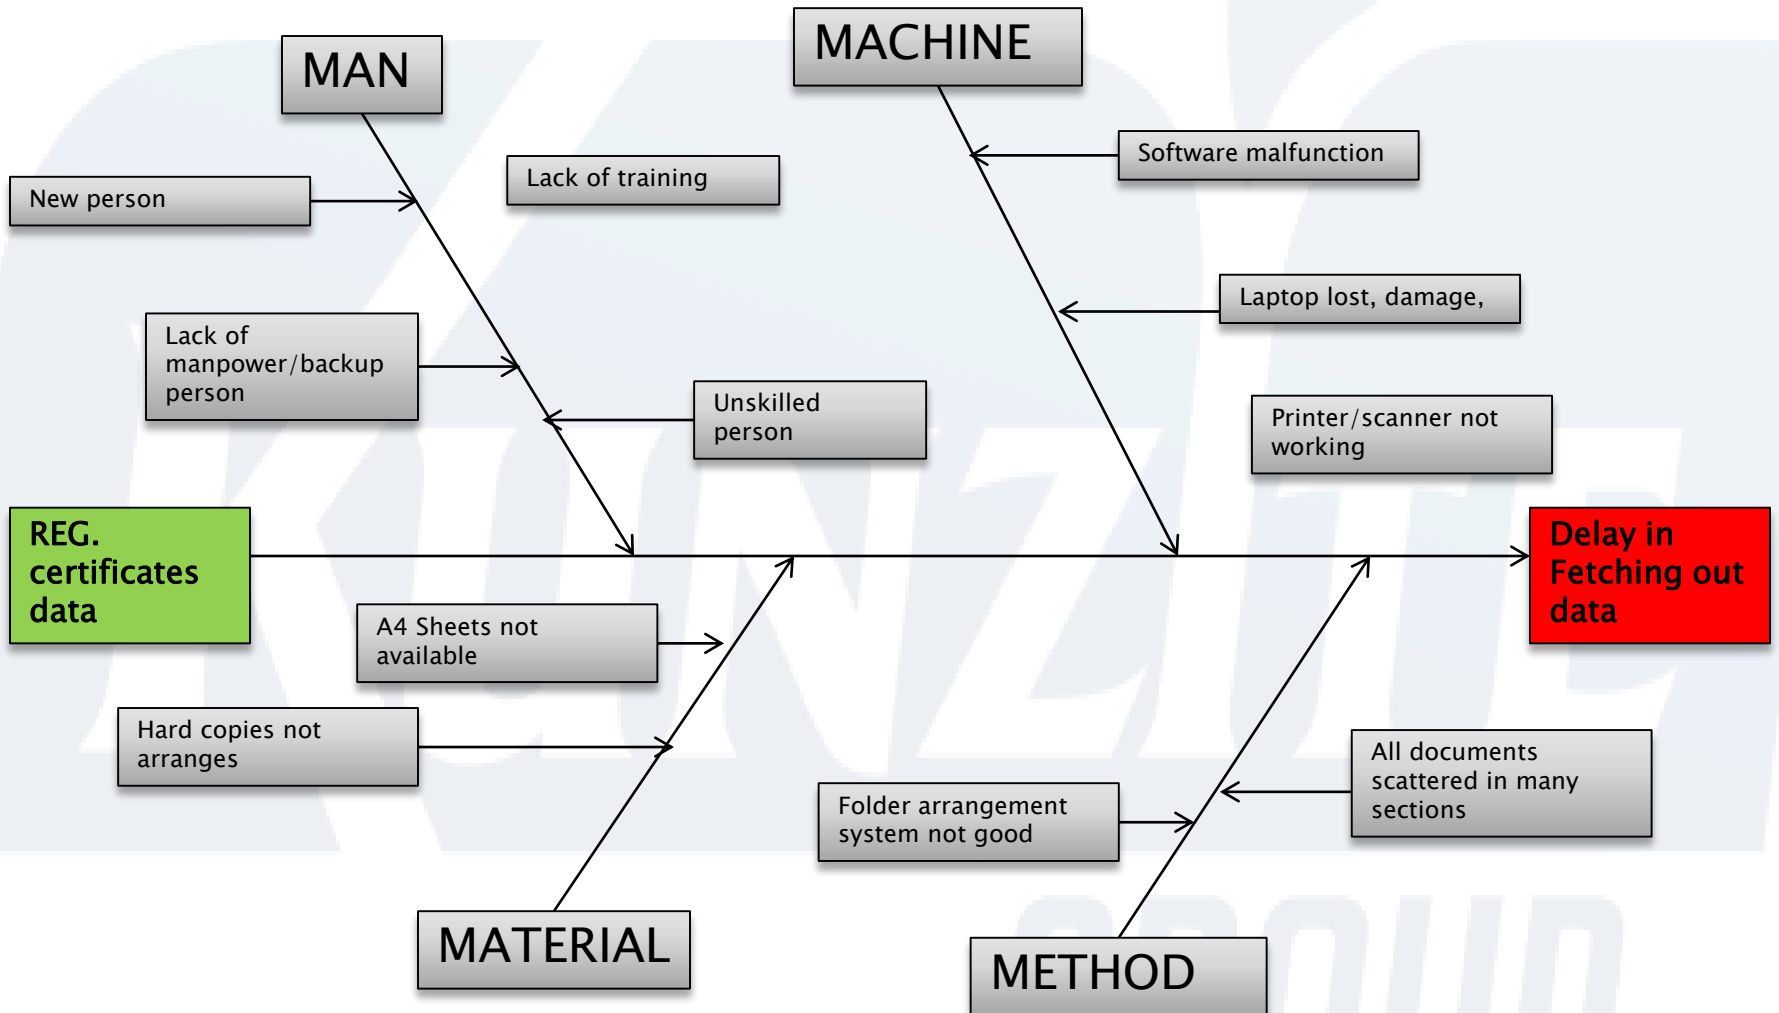 MAN
MACHINE
Software malfunction
Lack of training
New person
Laptop lost, damage,
Lack of
manpower/backup
person
Unskilled
person
Printer/scanner not
working
REG.
certificates
data
Delay in
Fetching out
data
A4 Sheets not
available
Hard copies not
arranges
All documents
scattered in many
sections
Folder arrangement
system not good
MATERIAL
METHOD
KUNZITE
GROUP